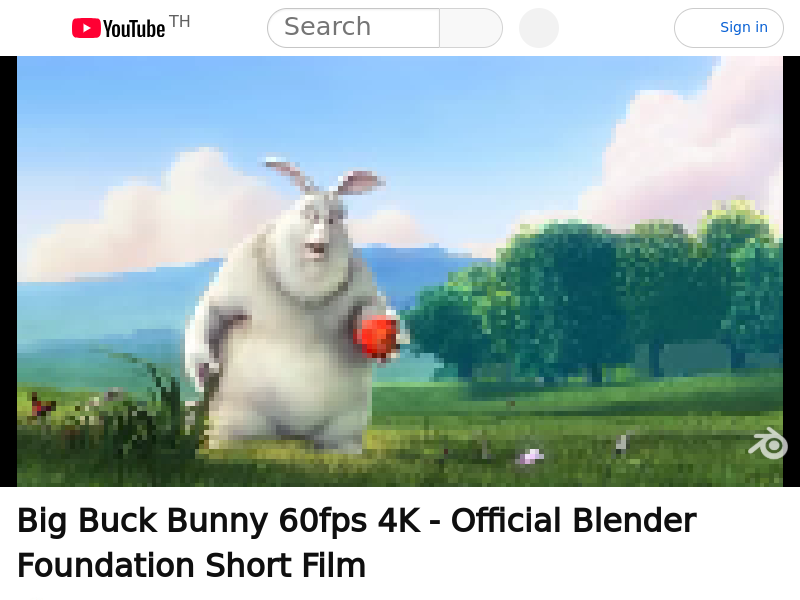 YouTube TH
Search
Sign in
Big Buck Bunny 60fps 4K - Official Blender
Foundation Short Film